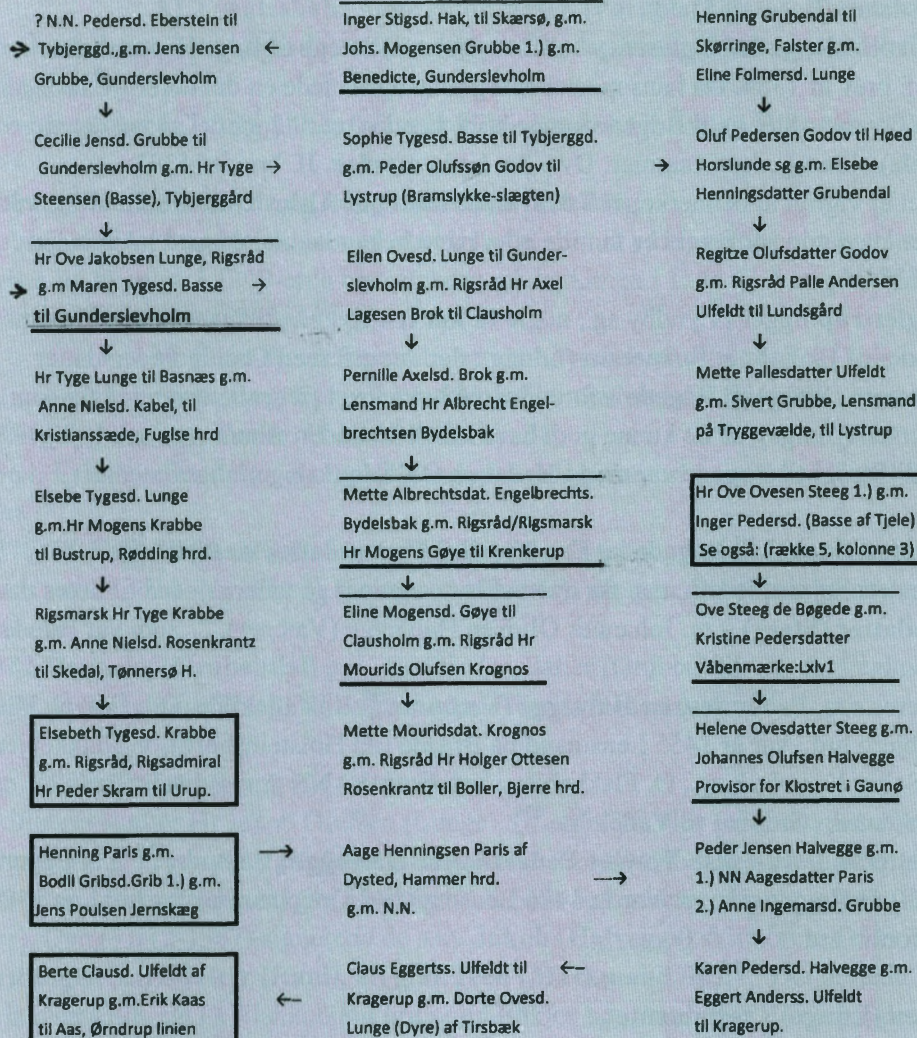 ? N.N. Pedersd. Eberstein til
→ Tybjerggd.,g.m. Jens Jensen ←
Grubbe, Gunderslevholm
↓
Cecilie Jensd. Grubbe til
Gunderslevholm g.m. Hr Tyge →
Steensen (Basse), Tybjerggård
↓
Hr Ove Jakobsen Lunge, Rigsråd
→ g.m Maren Tygesd. Basse →
til Gunderslevholm
↓
Hr Tyge Lunge til Basnæs g.m.
Anne Nielsd. Kabel, til
Kristianssæde, Fuglse hrd
↓
Elsebe Tygesd. Lunge
g.m.Hr Mogens Krabbe
til Bustrup, Rødding hrd.
↓
Rigsmarsk Hr Tyge Krabbe
g.m. Anne Nielsd. Rosenkrantz
til Skedal, Tønnersø H.
↓
Elsebeth Tygesd. Krabbe
g.m. Rigsråd, Rigsadmiral
Hr Peder Skram til Urup.
Henning Paris g.m. →
Bodil Gribsd.Grib 1.) g.m.
Jens Poulsen Jernskæg
Berte Clausd. Ulfeldt af
Kragerup g.m.Erik Kaas ←
til Aas, Ørndrup linien
Inger Stigsd. Hak, til Skærsø, g.m.
Johs. Mogensen Grubbe 1.) g.m.
Benedicte, Gunderslevholm
↓
Sophie Tygesd. Basse til Tybjerggd.
g.m. Peder Olufssøn Godov til →
Lystrup (Bramslykke-slægten)
Ellen Ovesd. Lunge til Gunder-
slevholm g.m. Rigsråd Hr Axel
Lagesen Brok til Clausholm
↓
Pernille Axelsd. Brok g.m.
Lensmand Hr Albrecht Engel-
brechtsen Bydelsbak
↓
Mette Albrechtsdat. Engelbrechts.
Bydelsbak g.m. Rigsråd/Rigsmarsk
Hr Mogens Gøye til Krenkerup
↓
Eline Mogensd. Gøye til
Clausholm g.m. Rigsråd Hr
Mourids Olufsen Krognos
↓
Mette Mouridsdat. Krognos
g.m. Rigsråd Hr Holger Ottesen
Rosenkrantz til Boller, Bjerre hrd.
Aage Henningsen Paris af
Dysted, Hammer hrd. →
g.m. N.N.
Claus Eggertss. Ulfeldt til ←
Kragerup g.m. Dorte Ovesd.
Lunge (Dyre) af Tirsbæk
Henning Grubendal til
Skørringe, Falster g.m.
Eline Folmersd. Lunge
↓
Oluf Pedersen Godov til Høed
Horslunde sg g.m. Elsebe
Henningsdatter Grubendal
↓
Regitze Olufsdatter Godov
g.m. Rigsråd Palle Andersen
Ulfeldt til Lundsgård
↓
Mette Pallesdatter Ulfeldt
g.m. Sivert Grubbe, Lensmand
på Tryggevælde, til Lystrup
Hr Ove Ovesen Steeg 1.) g.m.
Inger Pedersd. (Basse af Tjele)
Se også: (række 5, kolonne 3)
↓
Ove Steeg de Bøgede g.m.
Kristine Pedersdatter
Våbenmærke:Lxlv1
↓
Helene Ovesdatter Steeg g.m.
Johannes Olufsen Halvegge
Provisor for Klostret i Gaunø
↓
Peder Jensen Halvegge g.m.
1.) NN Aagesdatter Paris
2.) Anne Ingemarsd. Grubbe
↓
Karen Pedersd. Halvegge g.m.
Eggert Anderss. Ulfeldt
til Kragerup.